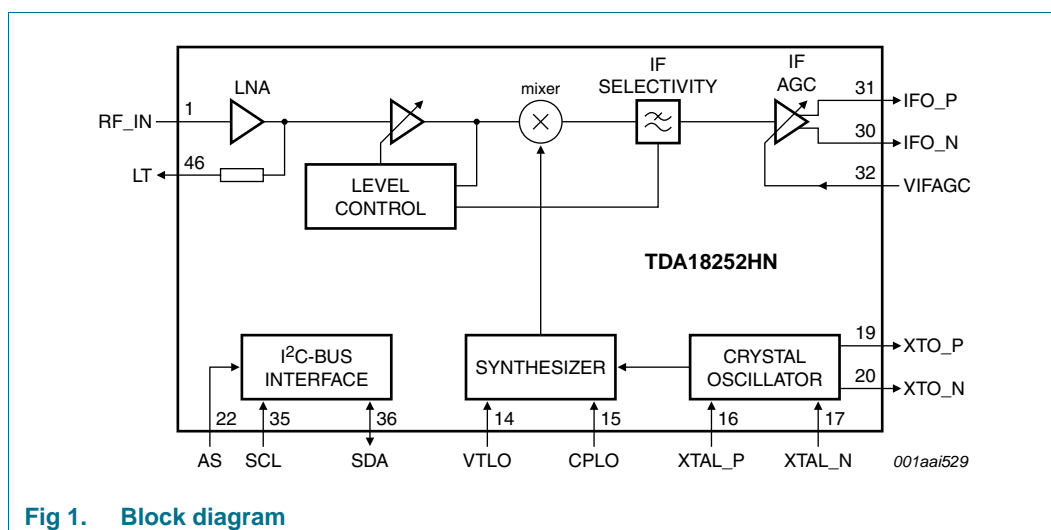 LNA
mixer
IF
SELECTIVITY
IF
AGC
RF_IN
1
31
IFO_P
30
IFO_N
LT
46
32
VIFAGC
LEVEL
CONTROL
TDA18252HN
I²C-BUS
INTERFACE
SYNTHESIZER
CRYSTAL
OSCILLATOR
19
XTO_P
20
XTO_N
22
35
36
14
15
16
17
AS
SCL
SDA
VTLO
CPLO
XTAL_P
XTAL_N
001aai529
Fig 1. Block diagram